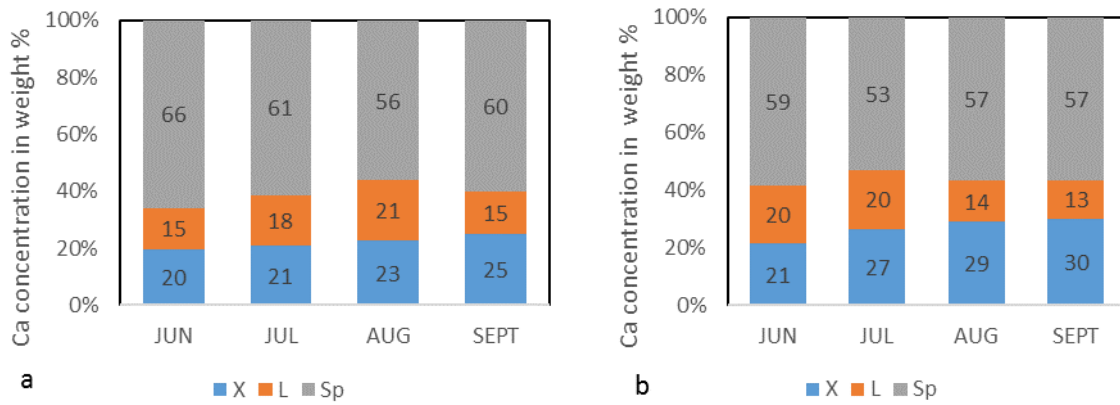 Ca concentration in weight %
100%
80%
60%
40%
20%
0%
66 61 56 60
15 18 21 15
20 21 23 25
JUN JUL AUG SEPT
a
X L Sp
Ca concentration in weight %
100%
80%
60%
40%
20%
0%
59 53 57 57
20 20 14 13
21 27 29 30
JUN JUL AUG SEPT
b
X L Sp